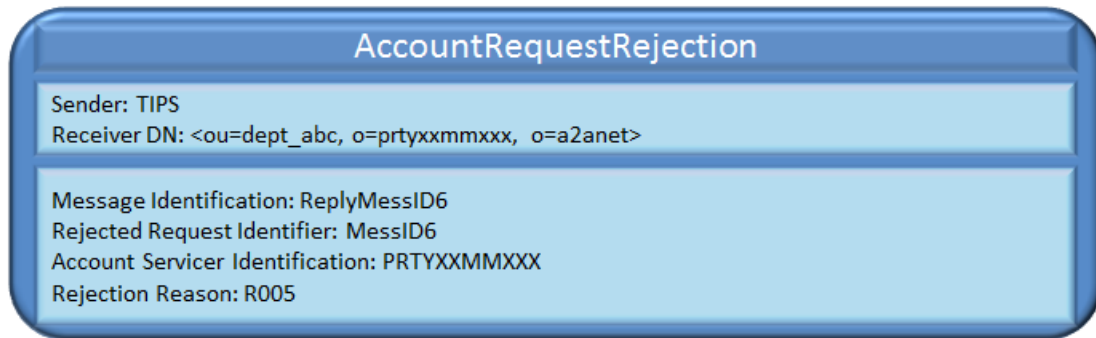 AccountRequestRejection
Sender: TIPS
Receiver DN: <ou=dept_abc, o=prtyxxmmxxx, o=a2anet>
Message Identification: ReplyMessID6
Rejected Request Identifier: MessID6
Account Servicer Identification: PRTYXXMMXXX
Rejection Reason: R005